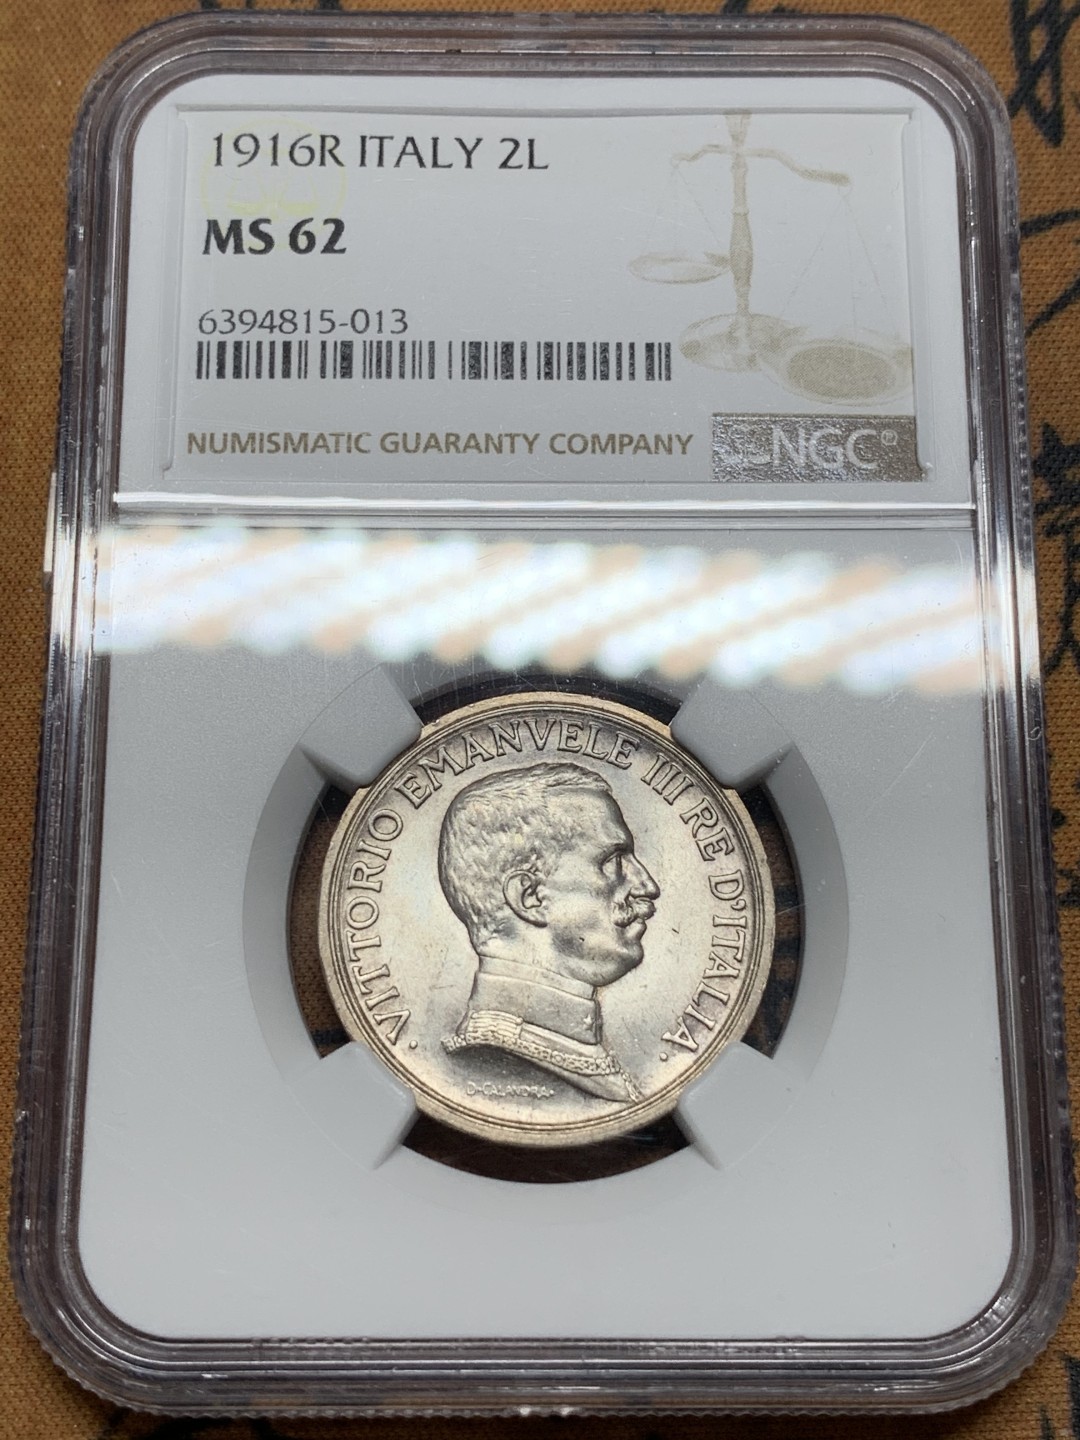 1916R ITALY 2L
MS 62
6394815-013
NUMISMATIC GUARANTY COMPANY
NGC®
· VITTORIO EMANVELE III RE D'ITALIA ·
D·CALANDRA·